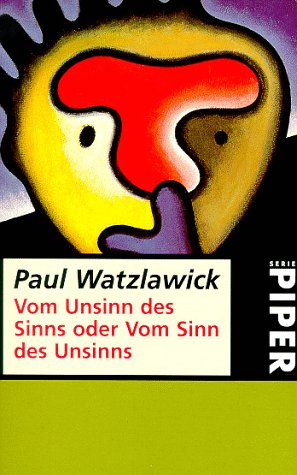 Paul Watzlawick
Vom Unsinn des
Sinns oder Vom Sinn
des Unsinns
SERIE
PIPER